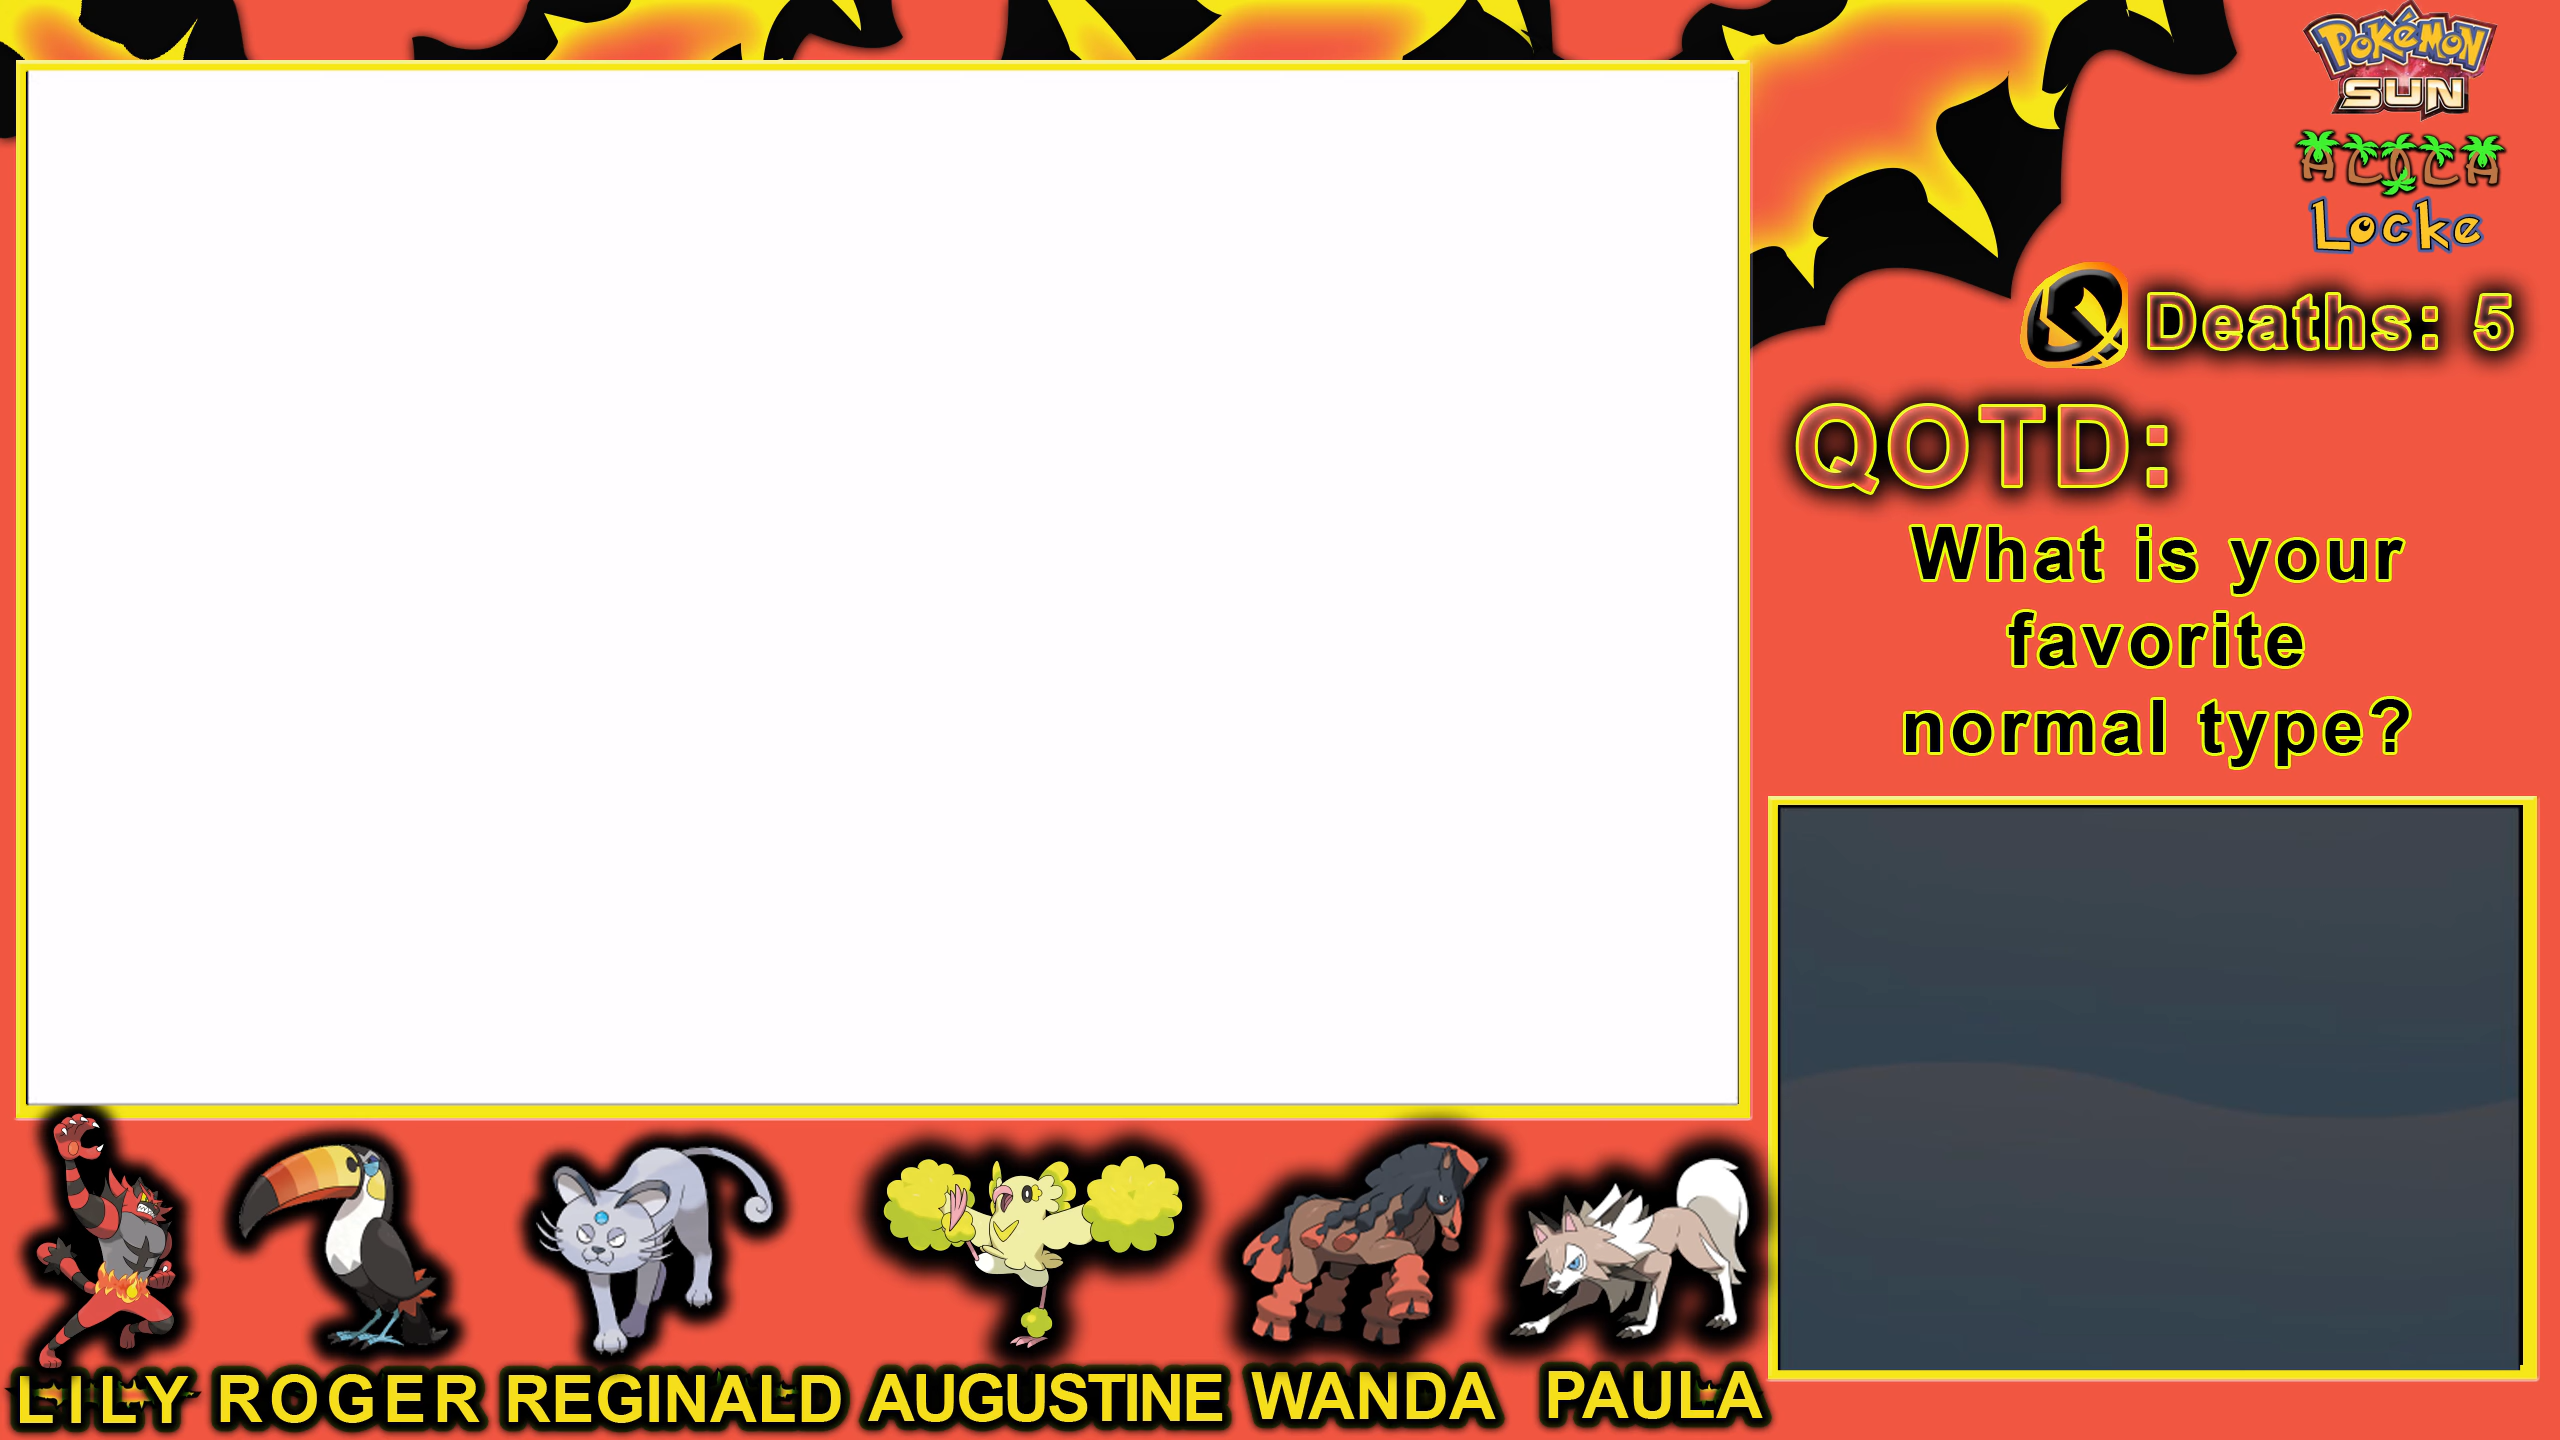 POKéMON
SUN
ALOLA
Locke
Deaths: 5
QOTD:
What is your
favorite
normal type?
LILY ROGER REGINALD AUGUSTINE WANDA PAULA